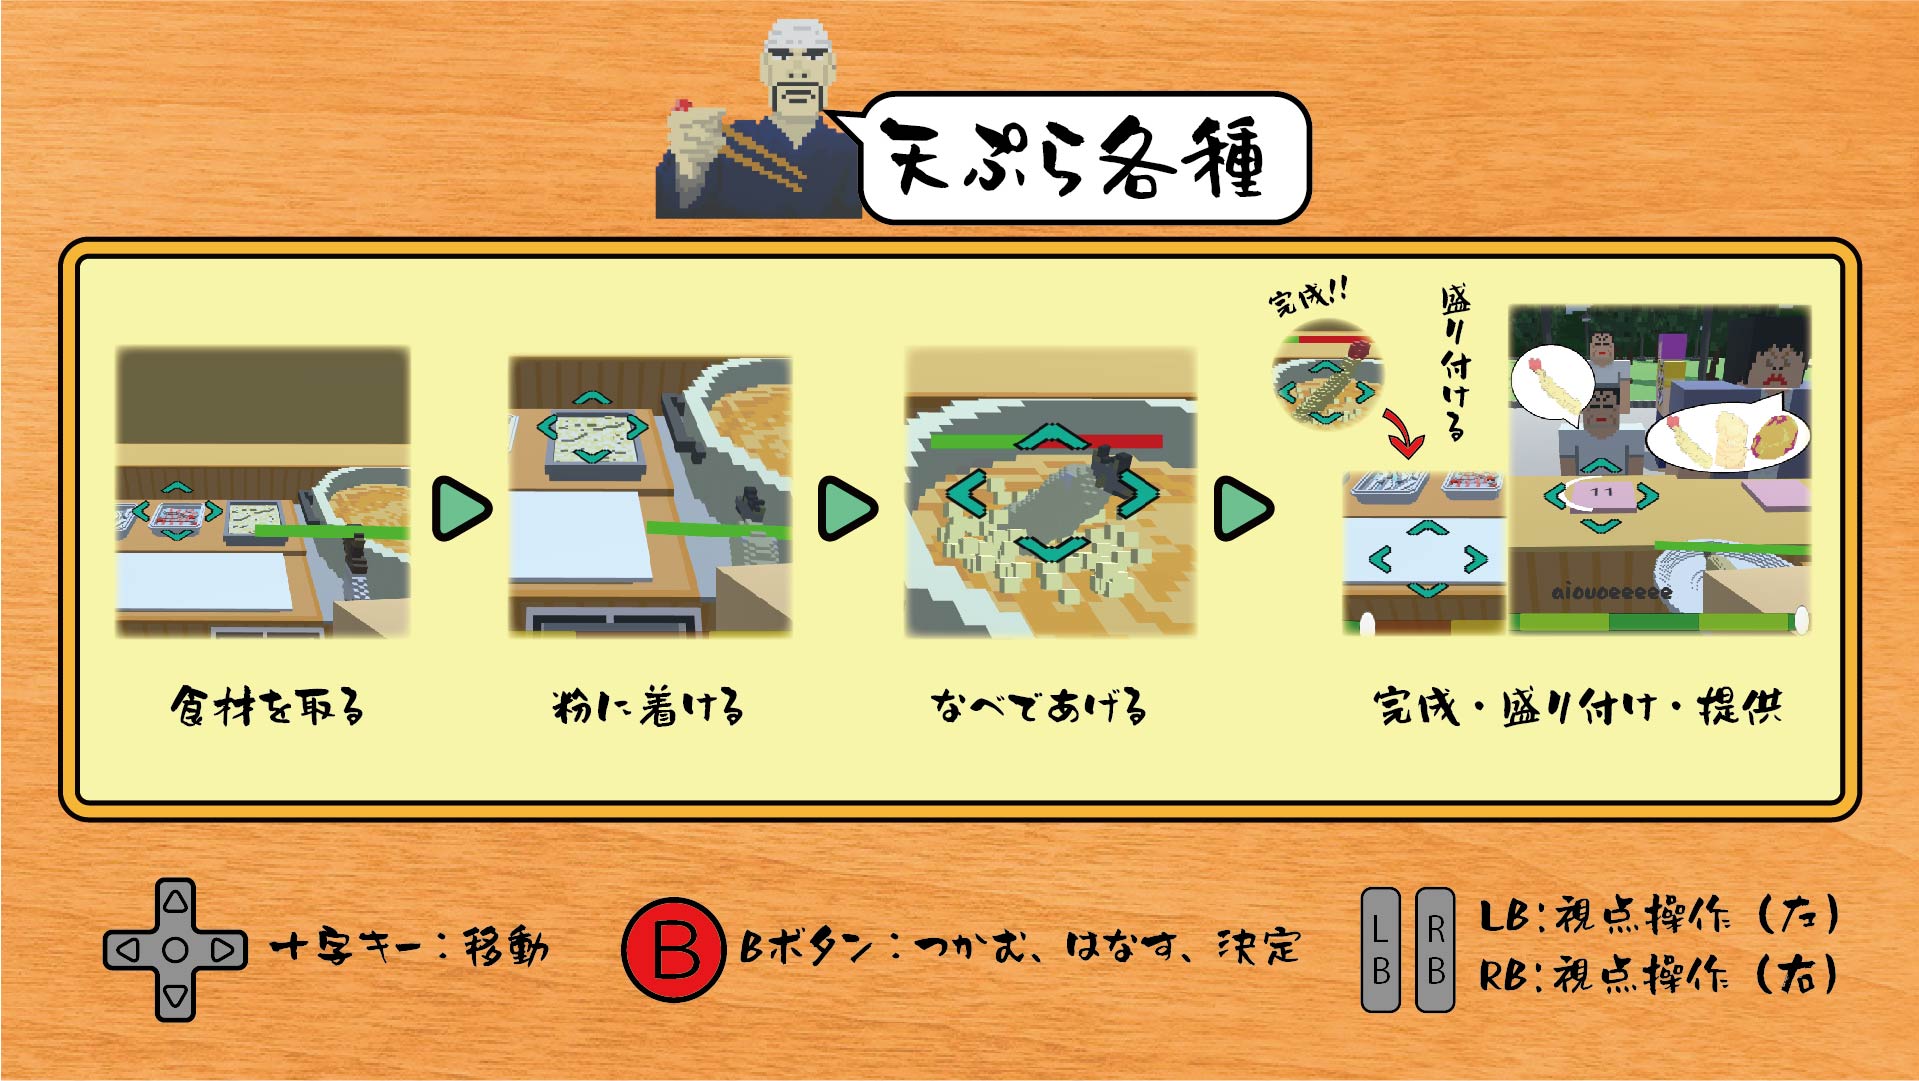 天ぷら各種
食材を取る
粉に着ける
なべであげる
完成!!
盛り付ける
11
aiouoeeeee
完成・盛り付け・提供
十字キー：移動
B
Bボタン：つかむ、はなす、決定
LB
RB
LB:視点操作（左）
RB:視点操作（右）